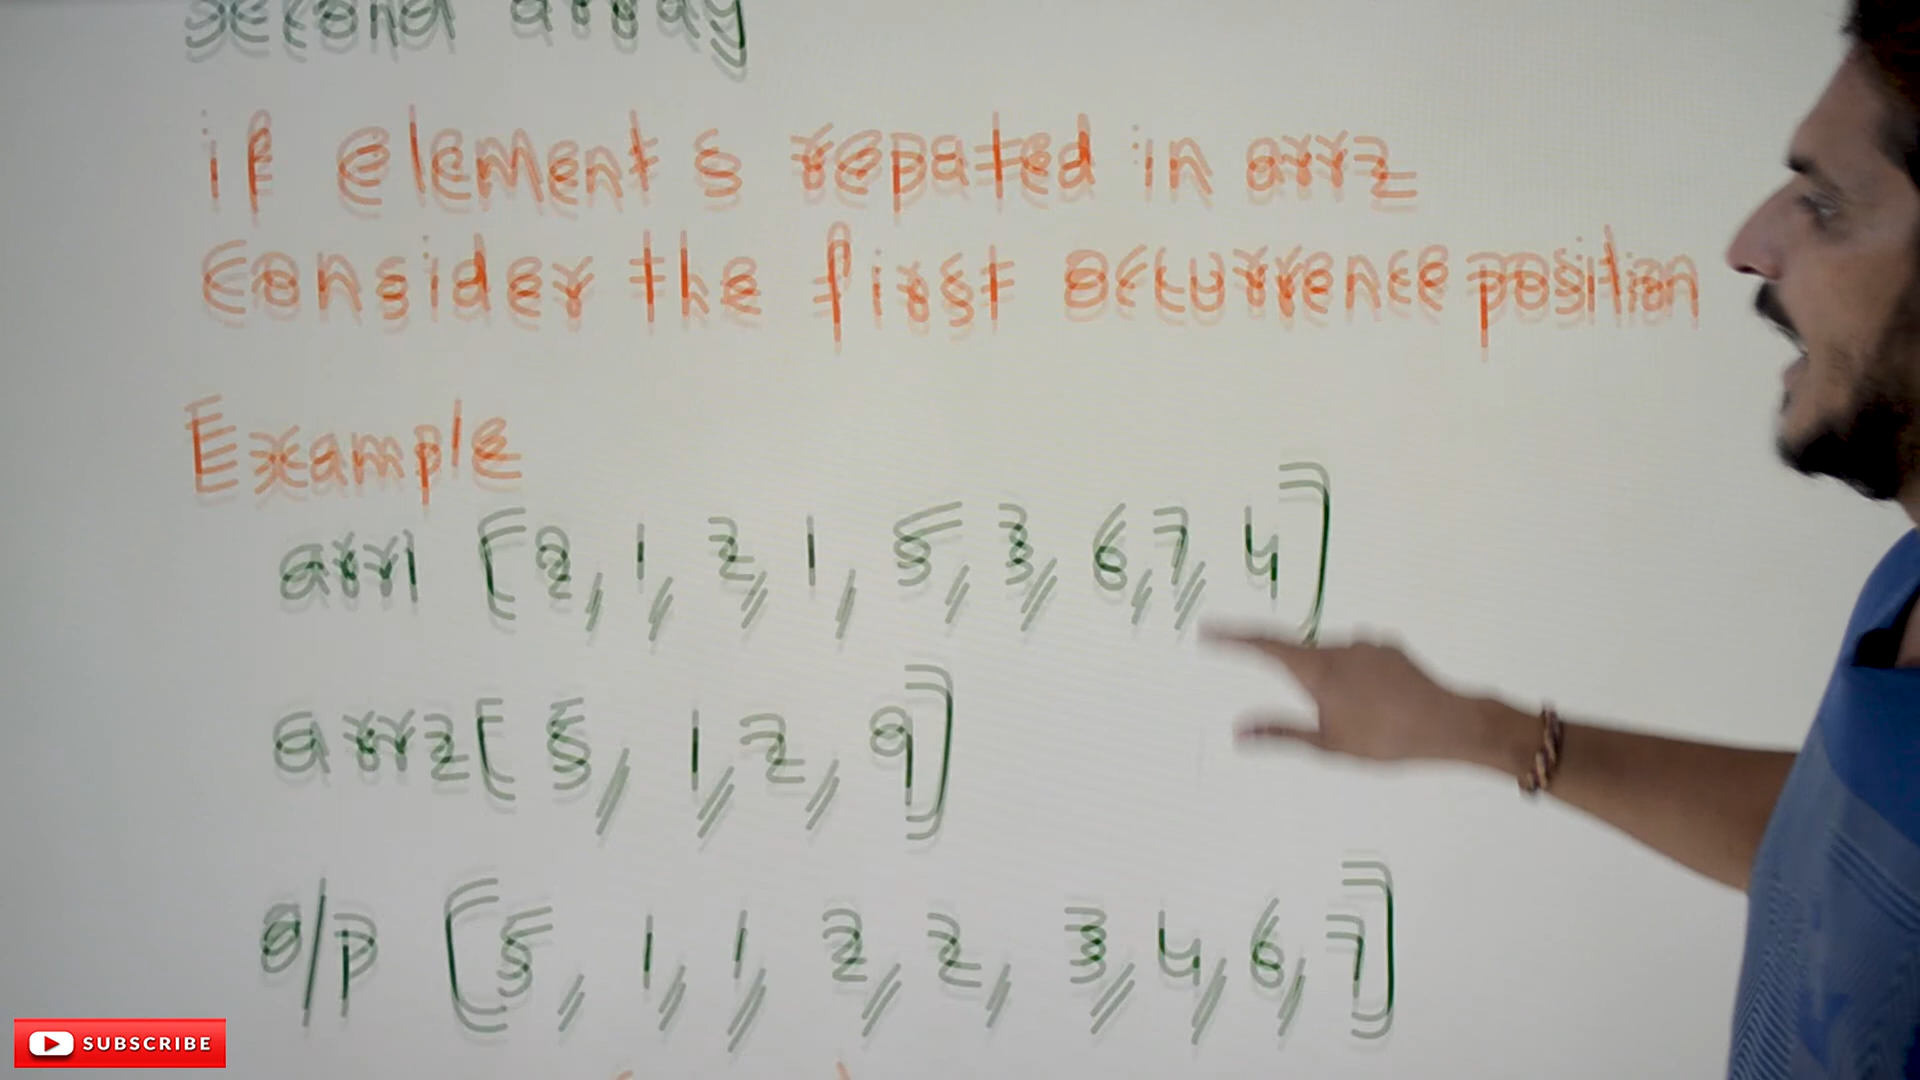 second array
if elements repated in arr2
Consider the first occurrence position
Example
arr1 [2, 1, 2, 1, 5, 3, 6, 7, 4]
arr2[5, 1, 2, 9]
o/p [5, 1, 1, 2, 2, 3, 4, 6, 7]
SUBSCRIBE